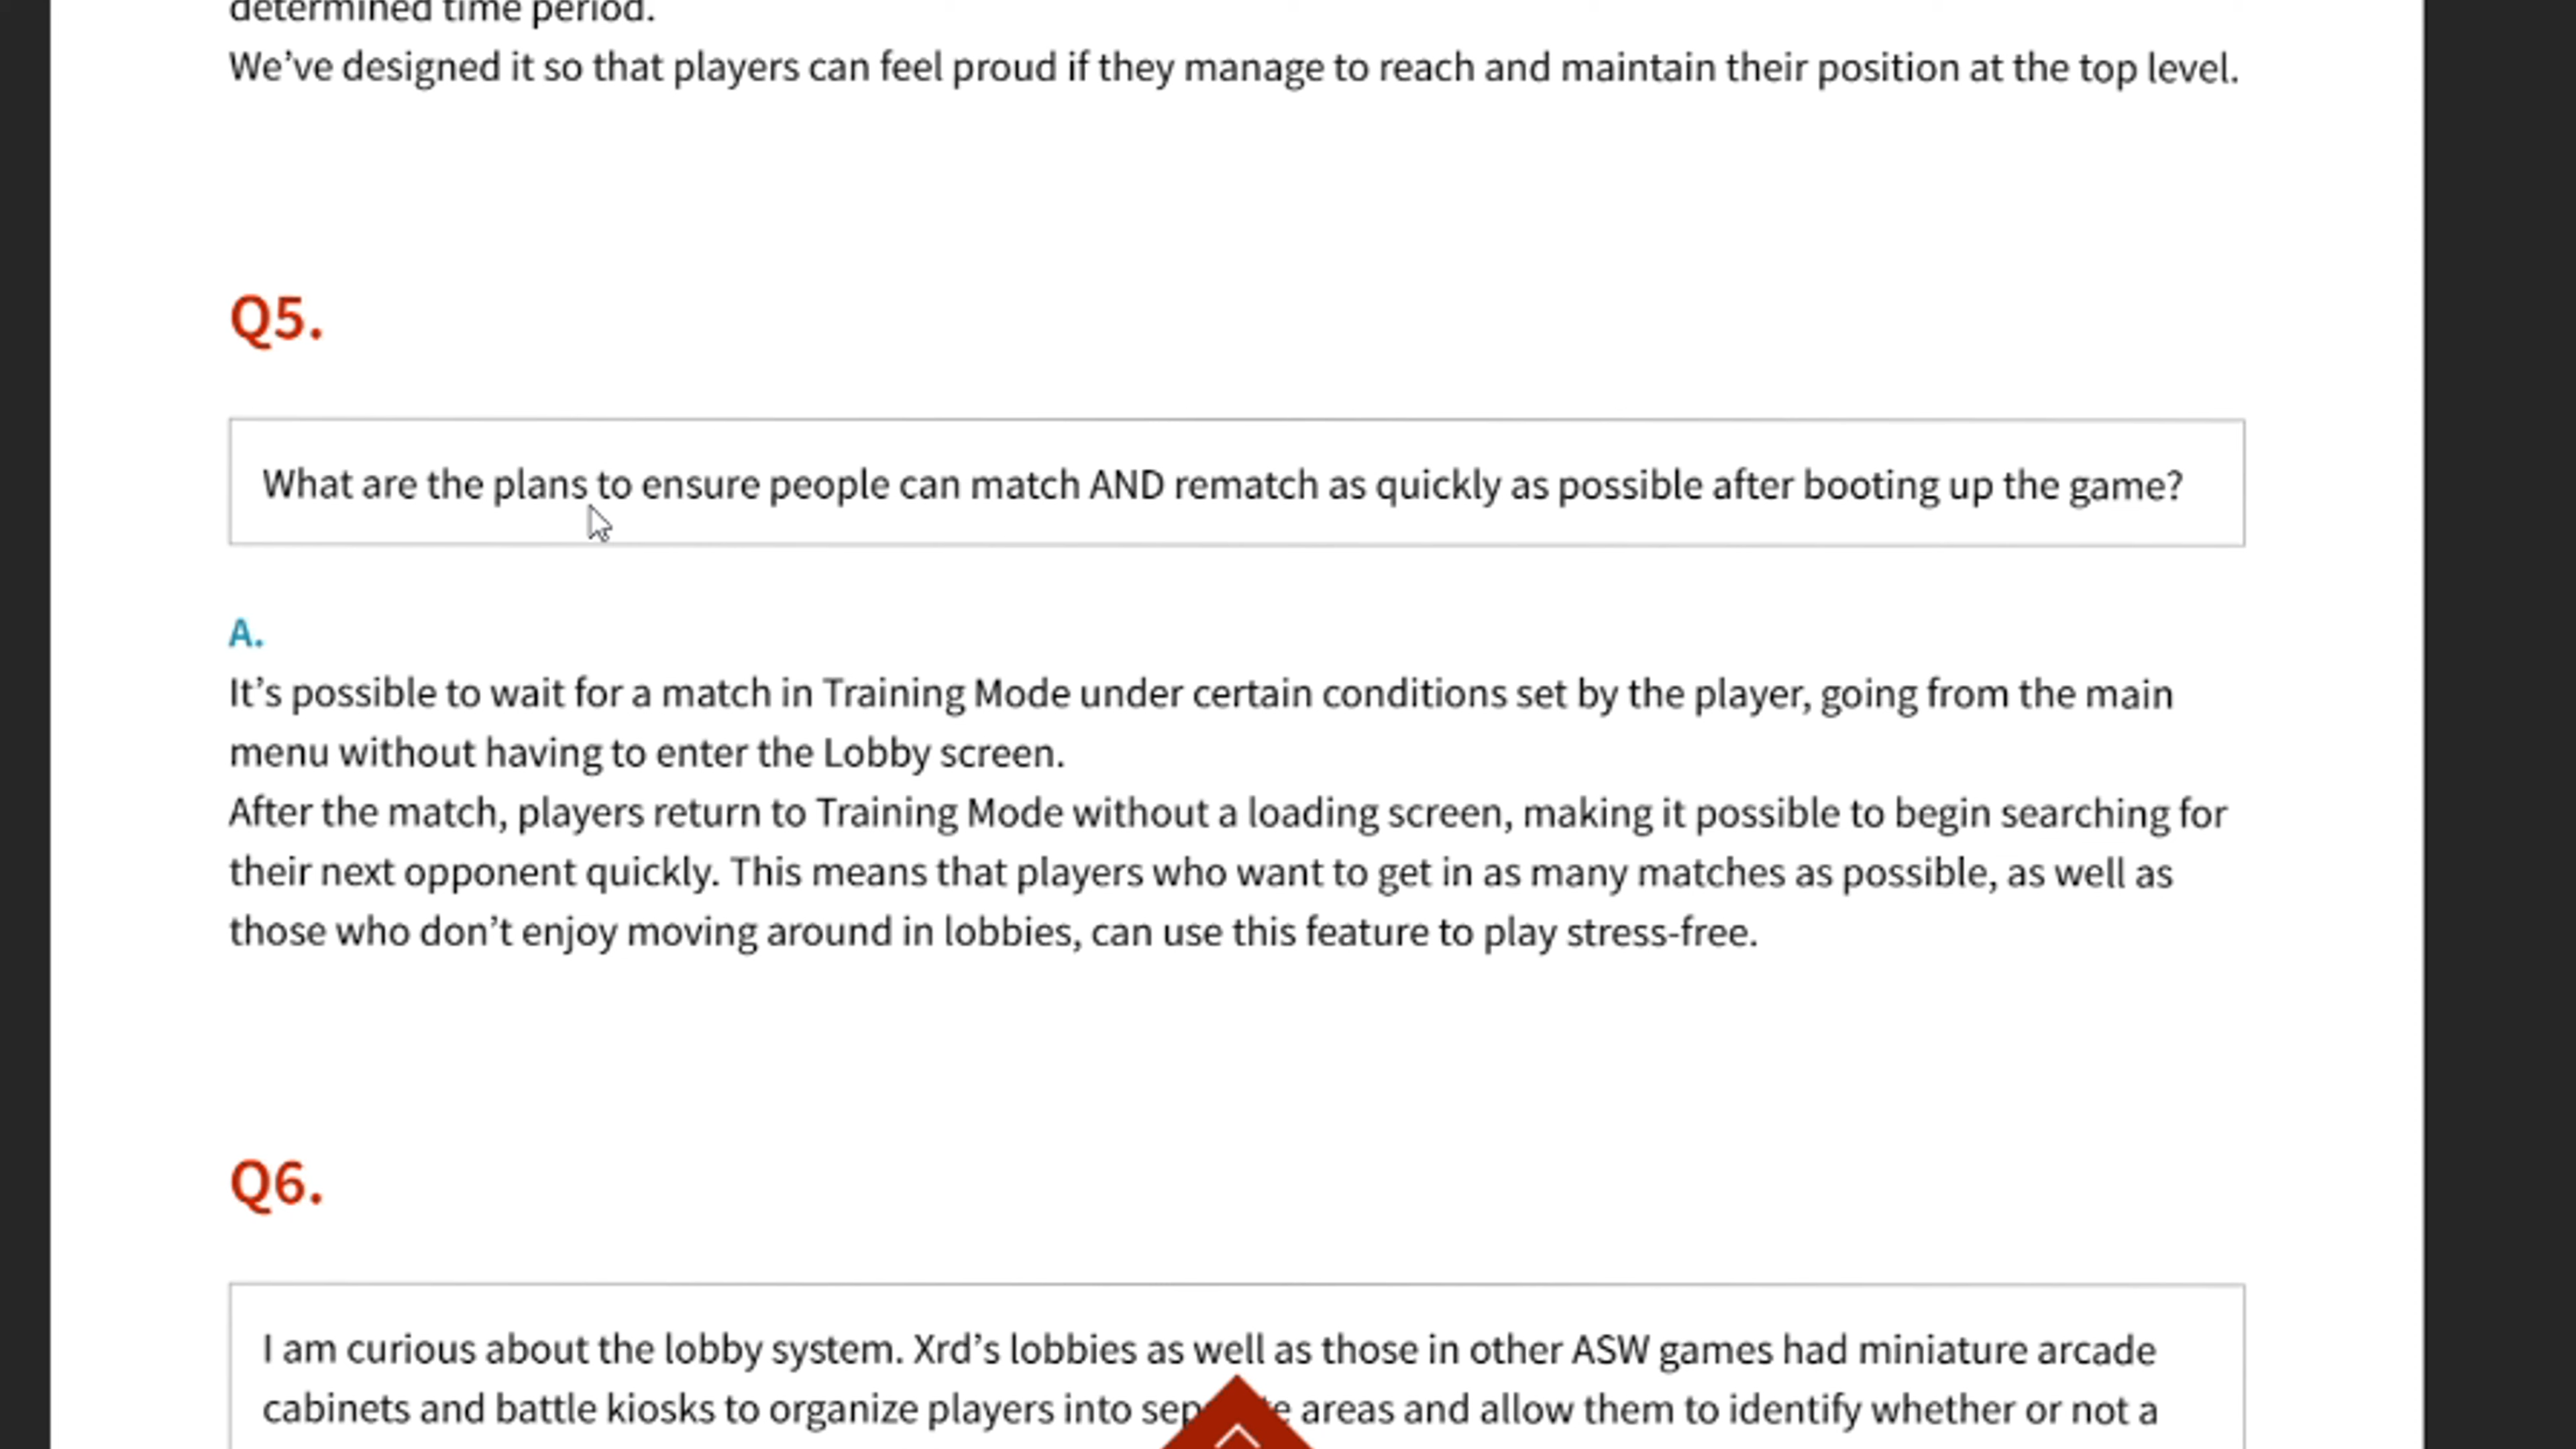 determined time period.
We’ve designed it so that players can feel proud if they manage to reach and maintain their position at the top level.
Q5.
What are the plans to ensure people can match AND rematch as quickly as possible after booting up the game?
A.
It’s possible to wait for a match in Training Mode under certain conditions set by the player, going from the main
menu without having to enter the Lobby screen.
After the match, players return to Training Mode without a loading screen, making it possible to begin searching for
their next opponent quickly. This means that players who want to get in as many matches as possible, as well as
those who don’t enjoy moving around in lobbies, can use this feature to play stress-free.
Q6.
I am curious about the lobby system. Xrd’s lobbies as well as those in other ASW games had miniature arcade
cabinets and battle kiosks to organize players into areas and allow them to identify whether or not a